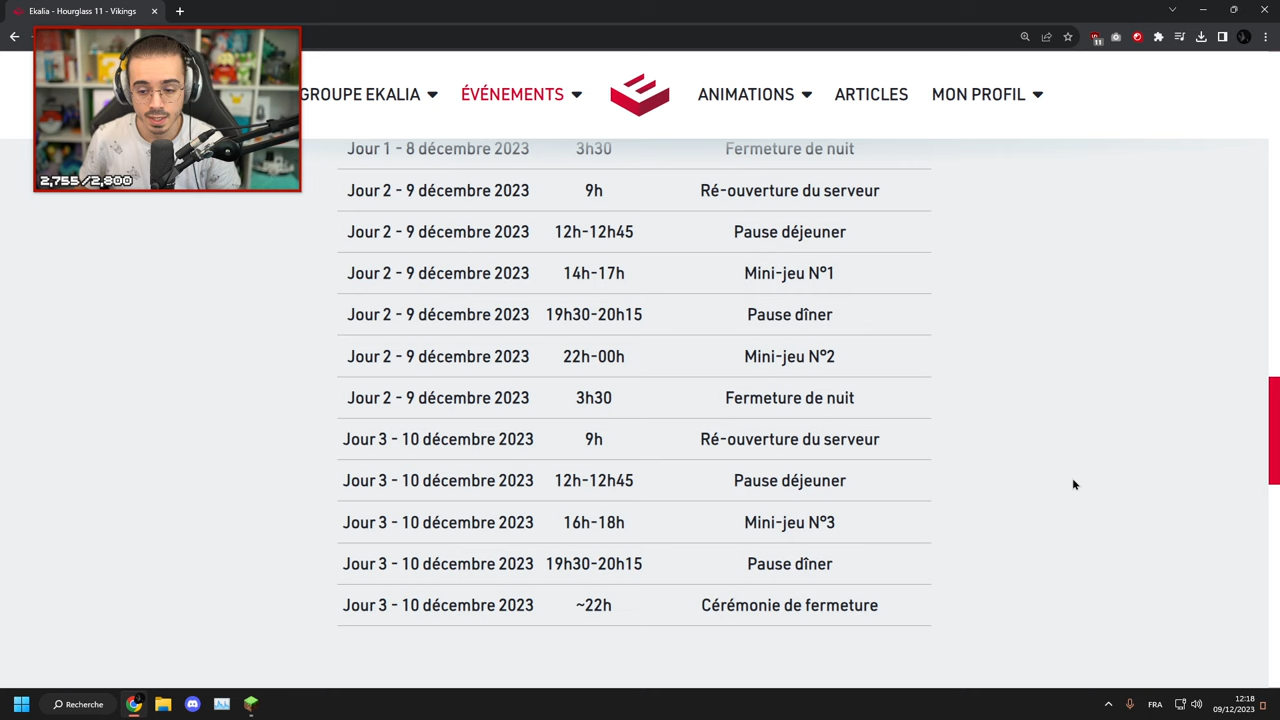 Ekalia - Hourglass 11 - Vikings
11
GROUPE EKALIA
ÉVÉNEMENTS
ANIMATIONS
ARTICLES
MON PROFIL
2,755/2,800
Jour 1 - 8 décembre 2023 3h30 Fermeture de nuit
Jour 2 - 9 décembre 2023 9h Ré-ouverture du serveur
Jour 2 - 9 décembre 2023 12h-12h45 Pause déjeuner
Jour 2 - 9 décembre 2023 14h-17h Mini-jeu N°1
Jour 2 - 9 décembre 2023 19h30-20h15 Pause dîner
Jour 2 - 9 décembre 2023 22h-00h Mini-jeu N°2
Jour 2 - 9 décembre 2023 3h30 Fermeture de nuit
Jour 3 - 10 décembre 2023 9h Ré-ouverture du serveur
Jour 3 - 10 décembre 2023 12h-12h45 Pause déjeuner
Jour 3 - 10 décembre 2023 16h-18h Mini-jeu N°3
Jour 3 - 10 décembre 2023 19h30-20h15 Pause dîner
Jour 3 - 10 décembre 2023 ~22h Cérémonie de fermeture
Recherche
FRA
12:18
09/12/2023